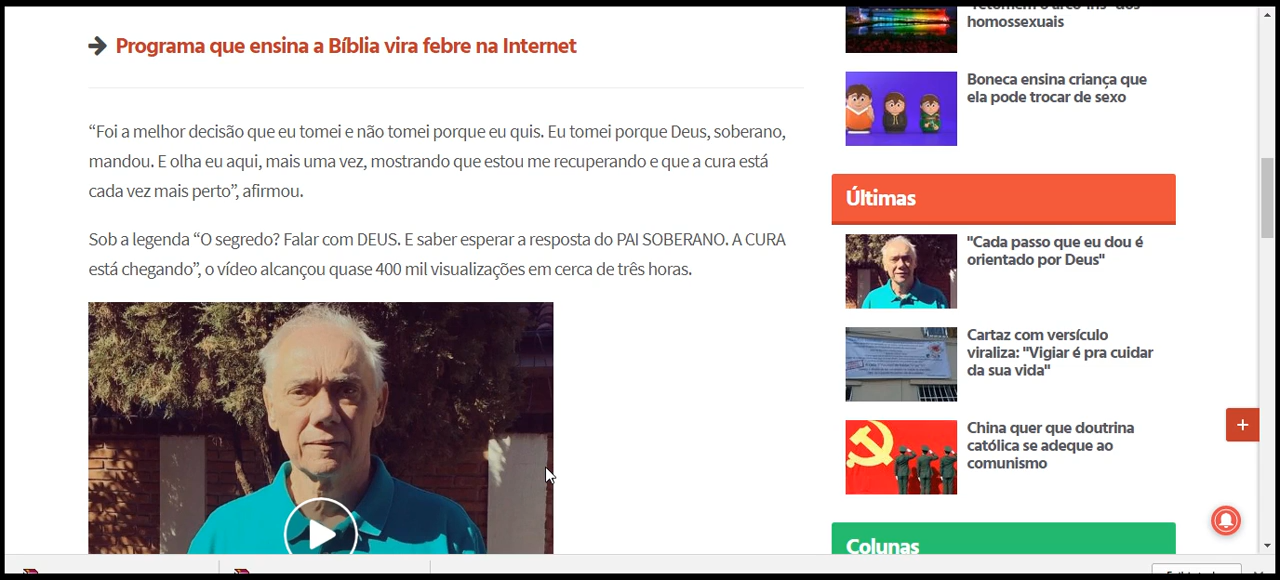 Programa que ensina a Bíblia vira febre na Internet
“Foi a melhor decisão que eu tomei e não tomei porque eu quis. Eu tomei porque Deus, soberano,
mandou. E olha eu aqui, mais uma vez, mostrando que estou me recuperando e que a cura está
cada vez mais perto”, afirmou.
Sob a legenda “O segredo? Falar com DEUS. E saber esperar a resposta do PAI SOBERANO. A CURA
está chegando”, o vídeo alcançou quase 400 mil visualizações em cerca de três horas.
homossexuais
Boneca ensina criança que
ela pode trocar de sexo
Últimas
"Cada passo que eu dou é
orientado por Deus"
Cartaz com versículo
viraliza: "Vigiar é pra cuidar
da sua vida"
China quer que doutrina
católica se adeque ao
comunismo
Colunas